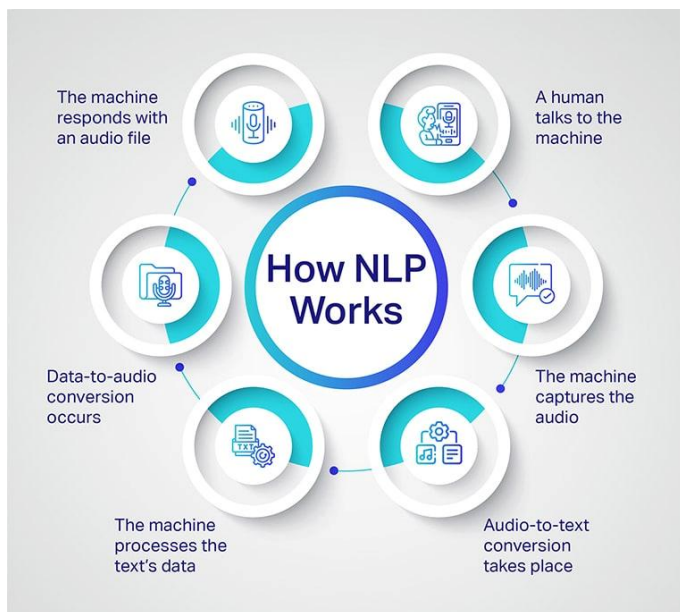 How NLP
Works
A human
talks to the
machine
The machine
captures the
audio
Audio-to-text
conversion
takes place
The machine
processes the
text's data
TXT
Data-to-audio
conversion
occurs
The machine
responds with
an audio file